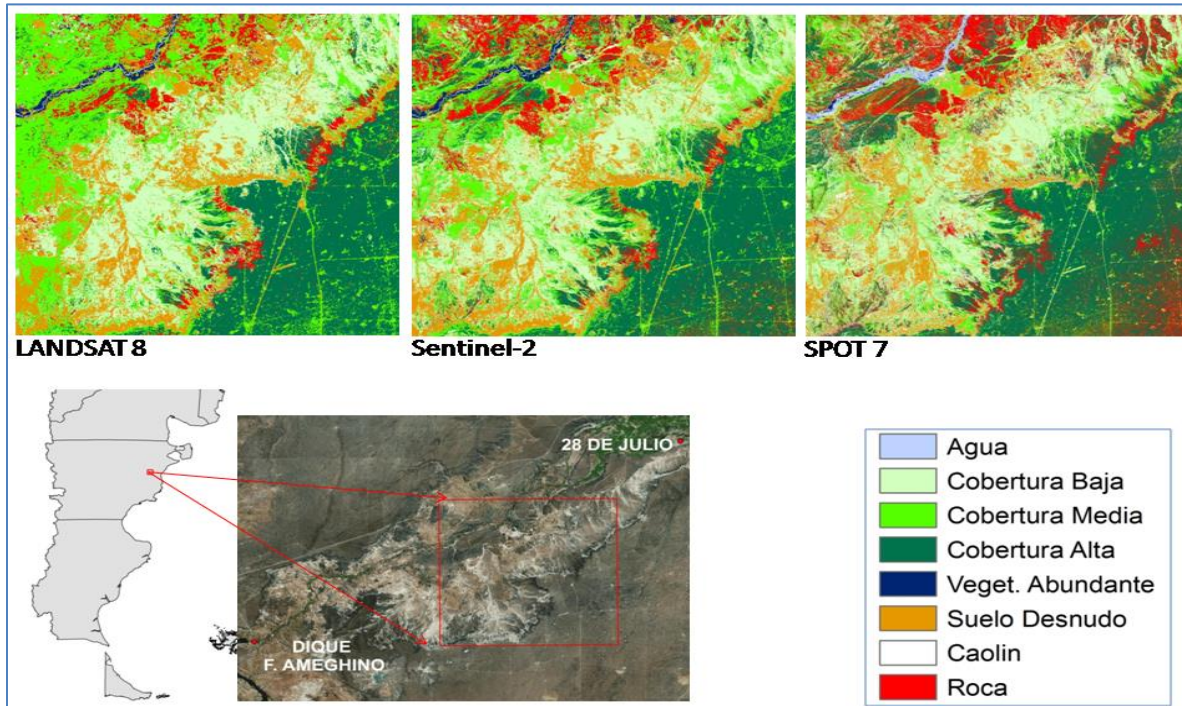 LANDSAT 8
Sentinel-2
SPOT 7
28 DE JULIO
DIQUE
F. AMEGHINO
Agua
Cobertura Baja
Cobertura Media
Cobertura Alta
Veget. Abundante
Suelo Desnudo
Caolin
Roca